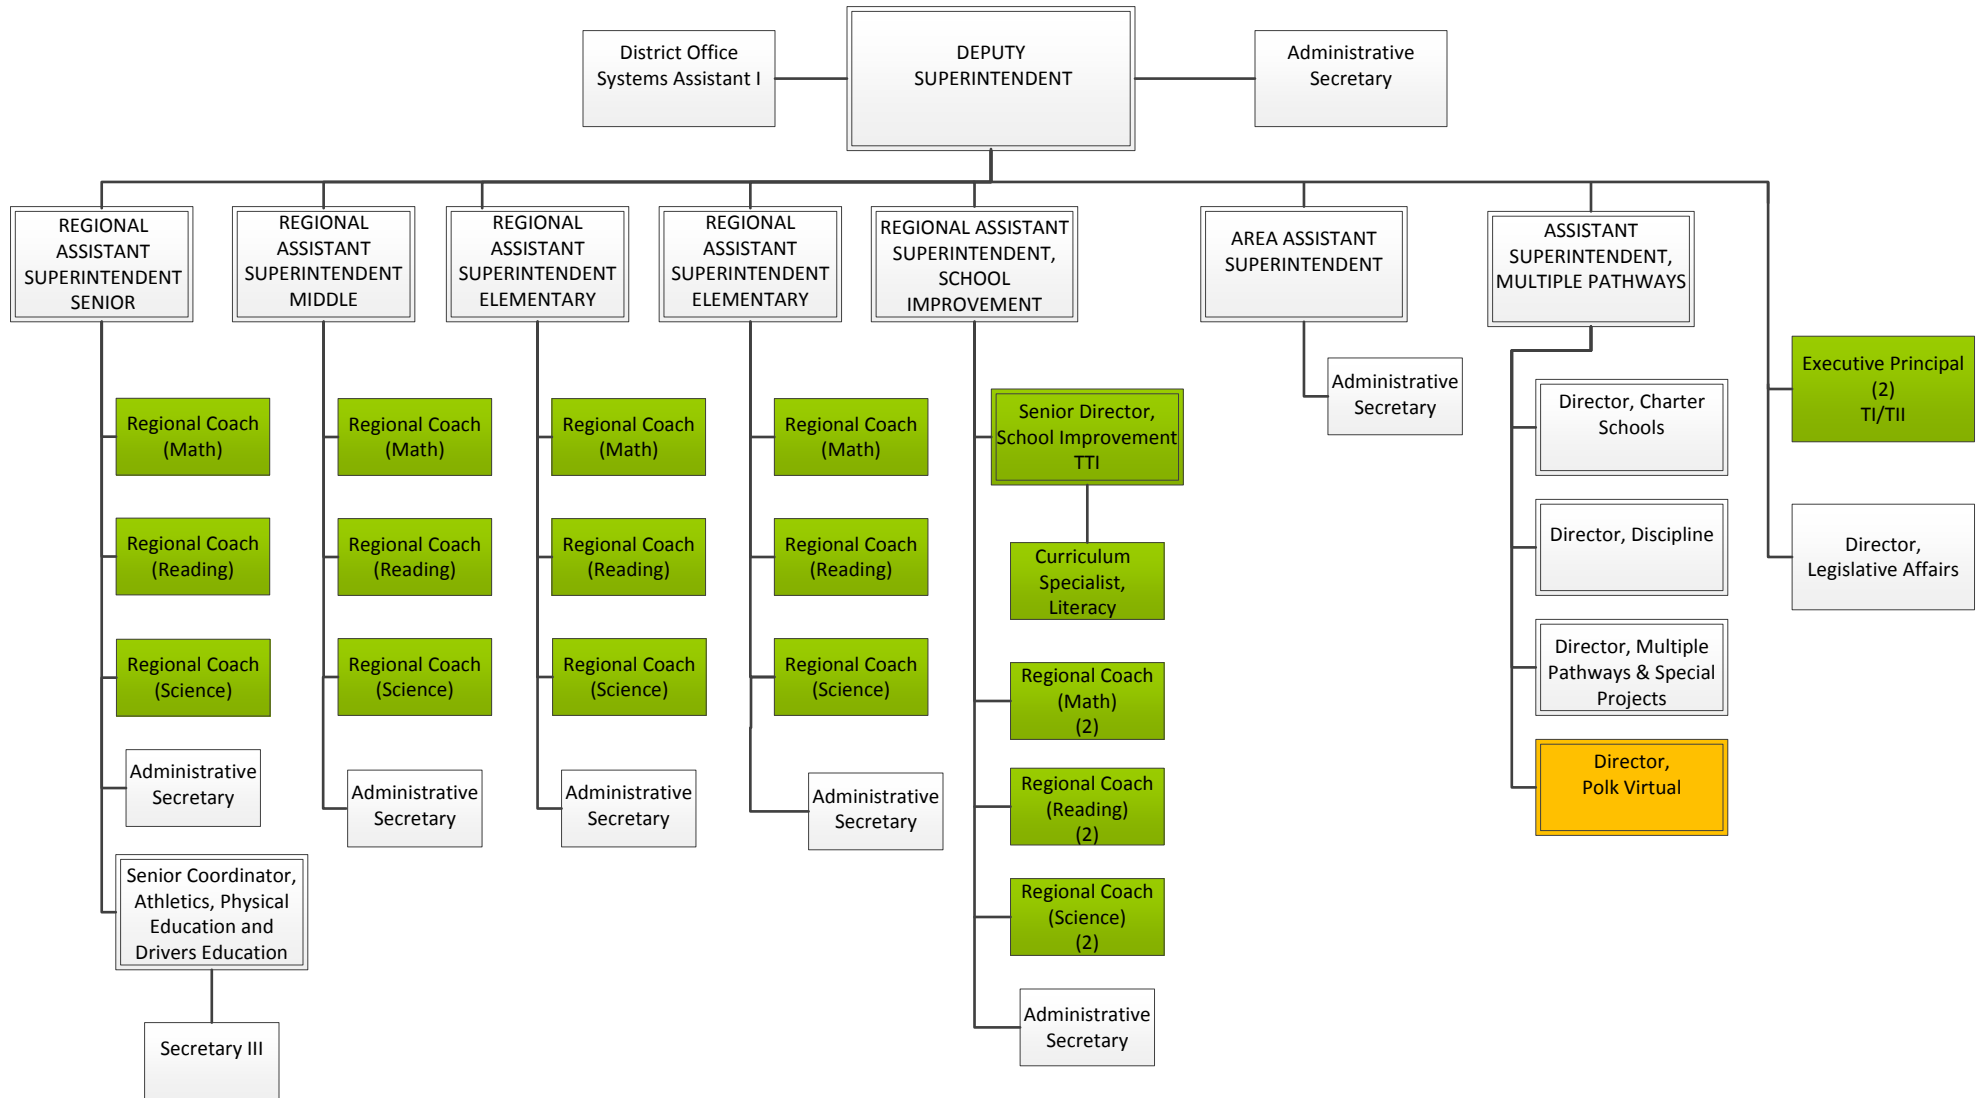 District Office
Systems Assistant I
DEPUTY
SUPERINTENDENT
Administrative
Secretary
REGIONAL
ASSISTANT
SUPERINTENDENT
SENIOR
REGIONAL
ASSISTANT
SUPERINTENDENT
MIDDLE
REGIONAL
ASSISTANT
SUPERINTENDENT
ELEMENTARY
REGIONAL
ASSISTANT
SUPERINTENDENT
ELEMENTARY
REGIONAL ASSISTANT
SUPERINTENDENT,
SCHOOL
IMPROVEMENT
AREA ASSISTANT
SUPERINTENDENT
ASSISTANT
SUPERINTENDENT,
MULTIPLE PATHWAYS
Regional Coach
(Math)
Regional Coach
(Reading)
Regional Coach
(Science)
Administrative
Secretary
Senior Coordinator,
Athletics, Physical
Education and
Drivers Education
Secretary III
Regional Coach
(Math)
Regional Coach
(Reading)
Regional Coach
(Science)
Administrative
Secretary
Regional Coach
(Math)
Regional Coach
(Reading)
Regional Coach
(Science)
Administrative
Secretary
Regional Coach
(Math)
Regional Coach
(Reading)
Regional Coach
(Science)
Administrative
Secretary
Senior Director,
School Improvement
TTI
Curriculum
Specialist,
Literacy
Regional Coach
(Math)
(2)
Regional Coach
(Reading)
(2)
Regional Coach
(Science)
(2)
Administrative
Secretary
Administrative
Secretary
Director, Charter
Schools
Director, Discipline
Director, Multiple
Pathways & Special
Projects
Director,
Polk Virtual
Executive Principal
(2)
TI/TII
Director,
Legislative Affairs